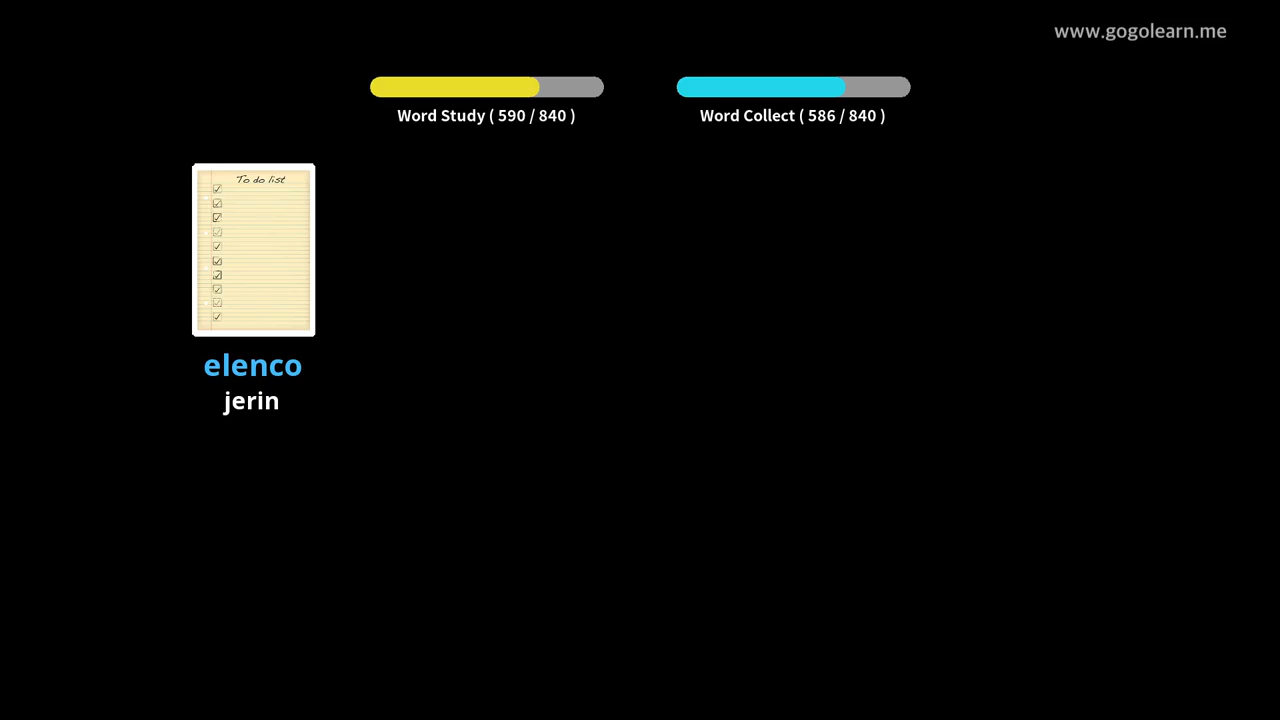 www.gogolearn.me
Word Study ( 590 / 840 )
Word Collect ( 586 / 840 )
To do list
elenco
jerin